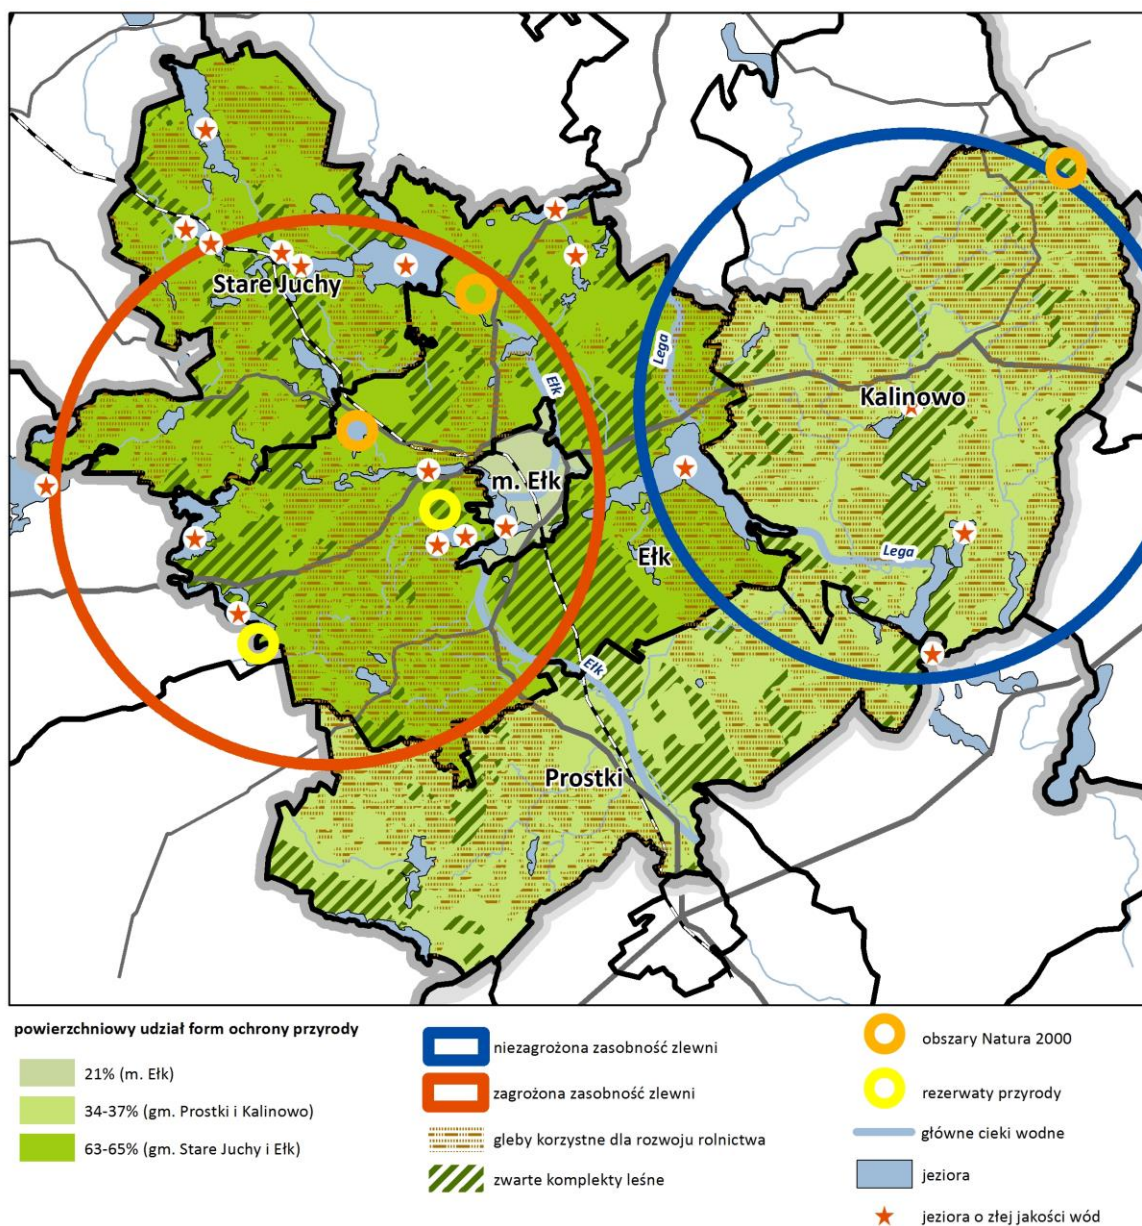 Stare Juchy
Ełk
Lega
Kalinowo
m. Ełk
Ełk
Lega
Ełk
Prostki
powierzchniowy udział form ochrony przyrody
21% (m. Ełk)
34-37% (gm. Prostki i Kalinowo)
63-65% (gm. Stare Juchy i Ełk)
niezagrożona zasobność zlewni
zagrożona zasobność zlewni
gleby korzystne dla rozwoju rolnictwa
zwarte komplekty leśne
obszary Natura 2000
rezerwaty przyrody
główne cieki wodne
jeziora
jeziora o złej jakości wód